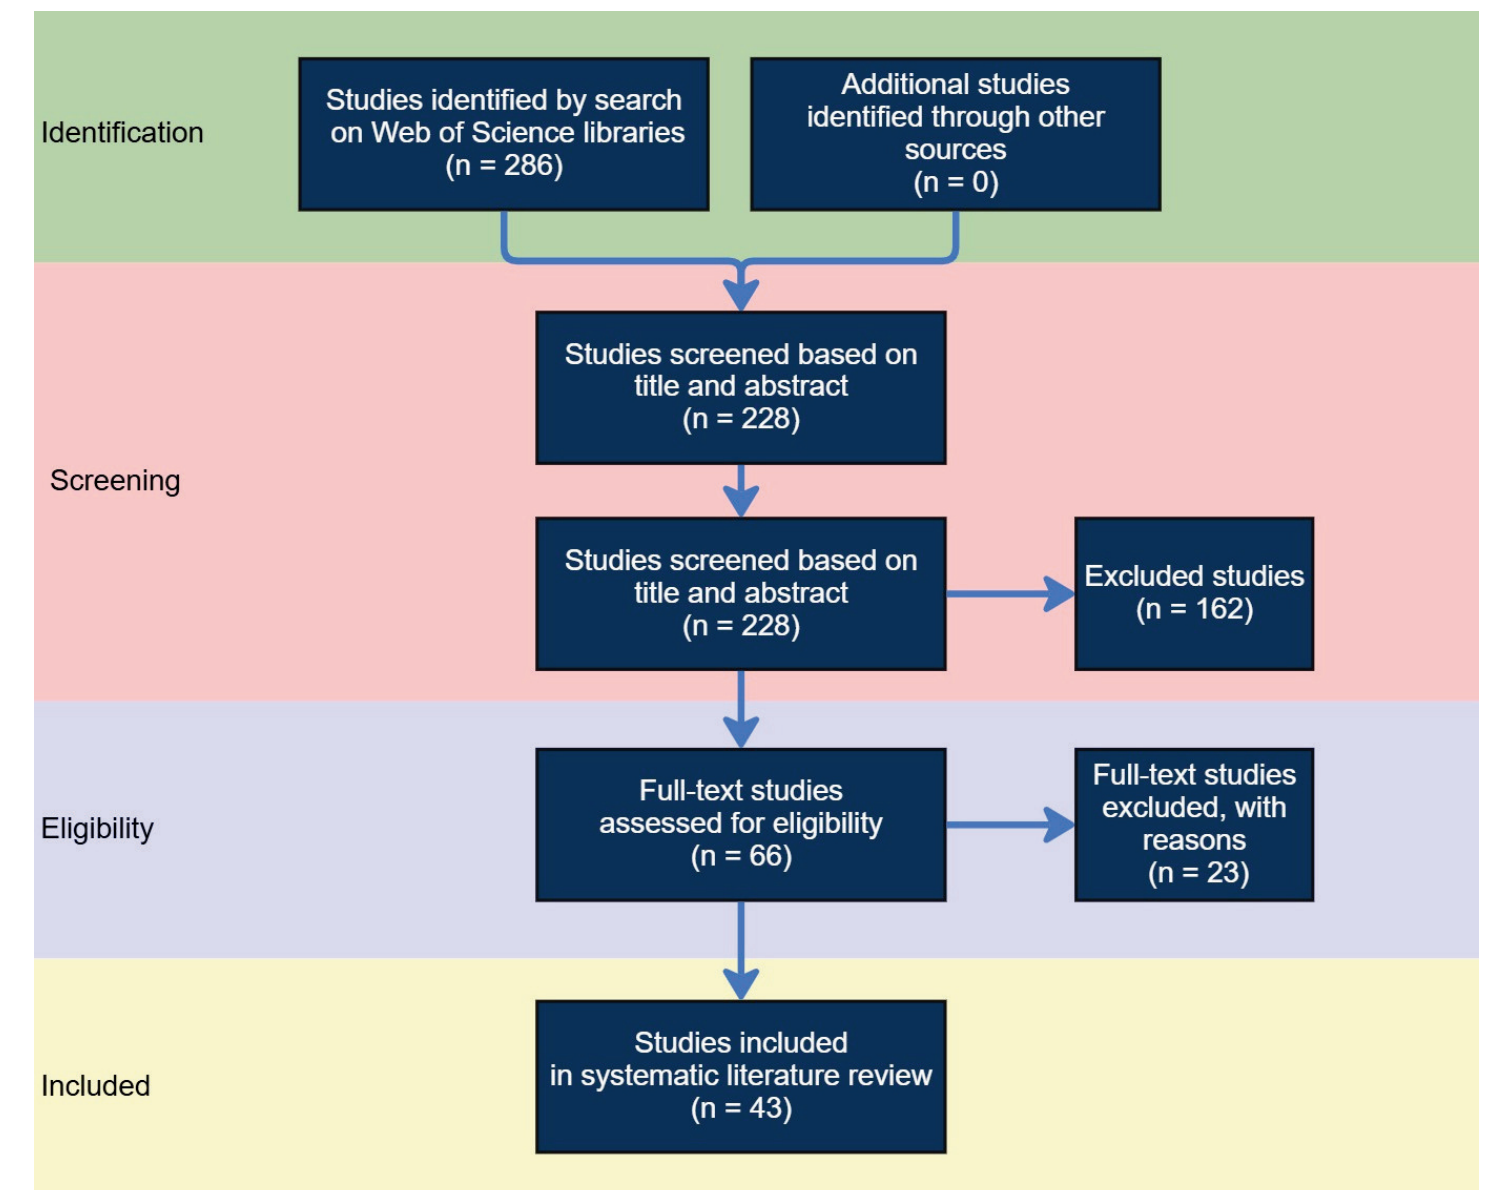 Identification
Studies identified by search
on Web of Science libraries
(n = 286)
Additional studies
identified through other
sources
(n = 0)
Screening
Studies screened based on
title and abstract
(n = 228)
Studies screened based on
title and abstract
(n = 228)
Excluded studies
(n = 162)
Eligibility
Full-text studies
assessed for eligibility
(n = 66)
Full-text studies
excluded, with
reasons
(n = 23)
Included
Studies included
in systematic literature review
(n = 43)